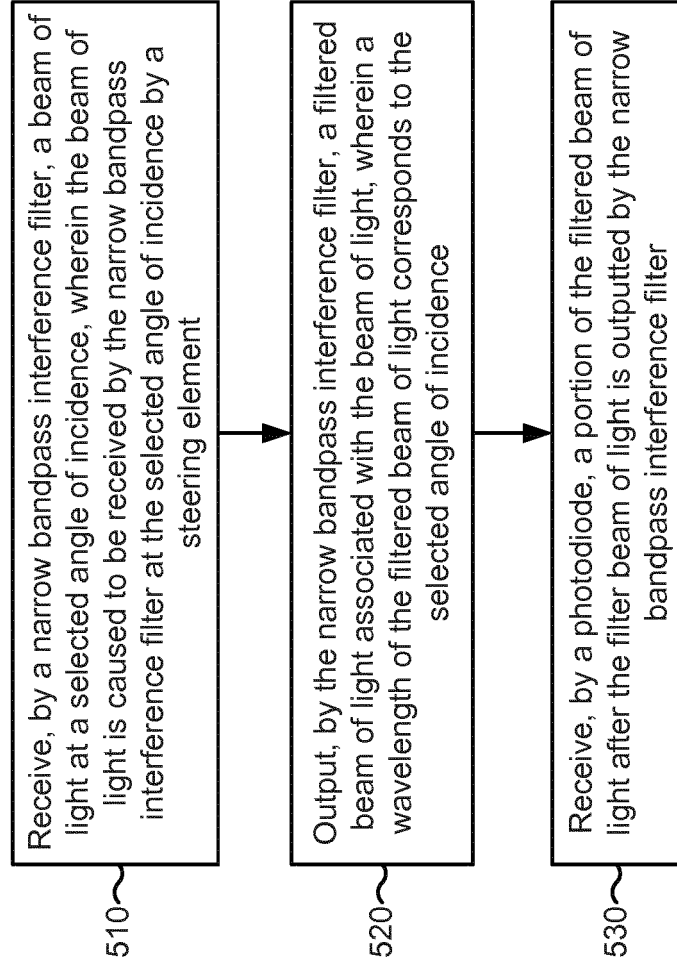 510
Receive, by a narrow bandpass interference filter, a beam of
light at a selected angle of incidence, wherein the beam of
light is caused to be received by the narrow bandpass
interference filter at the selected angle of incidence by a
steering element
520
Output, by the narrow bandpass interference filter, a filtered
beam of light associated with the beam of light, wherein a
wavelength of the filtered beam of light corresponds to the
selected angle of incidence
530
Receive, by a photodiode, a portion of the filtered beam of
light after the filter beam of light is outputted by the narrow
bandpass interference filter